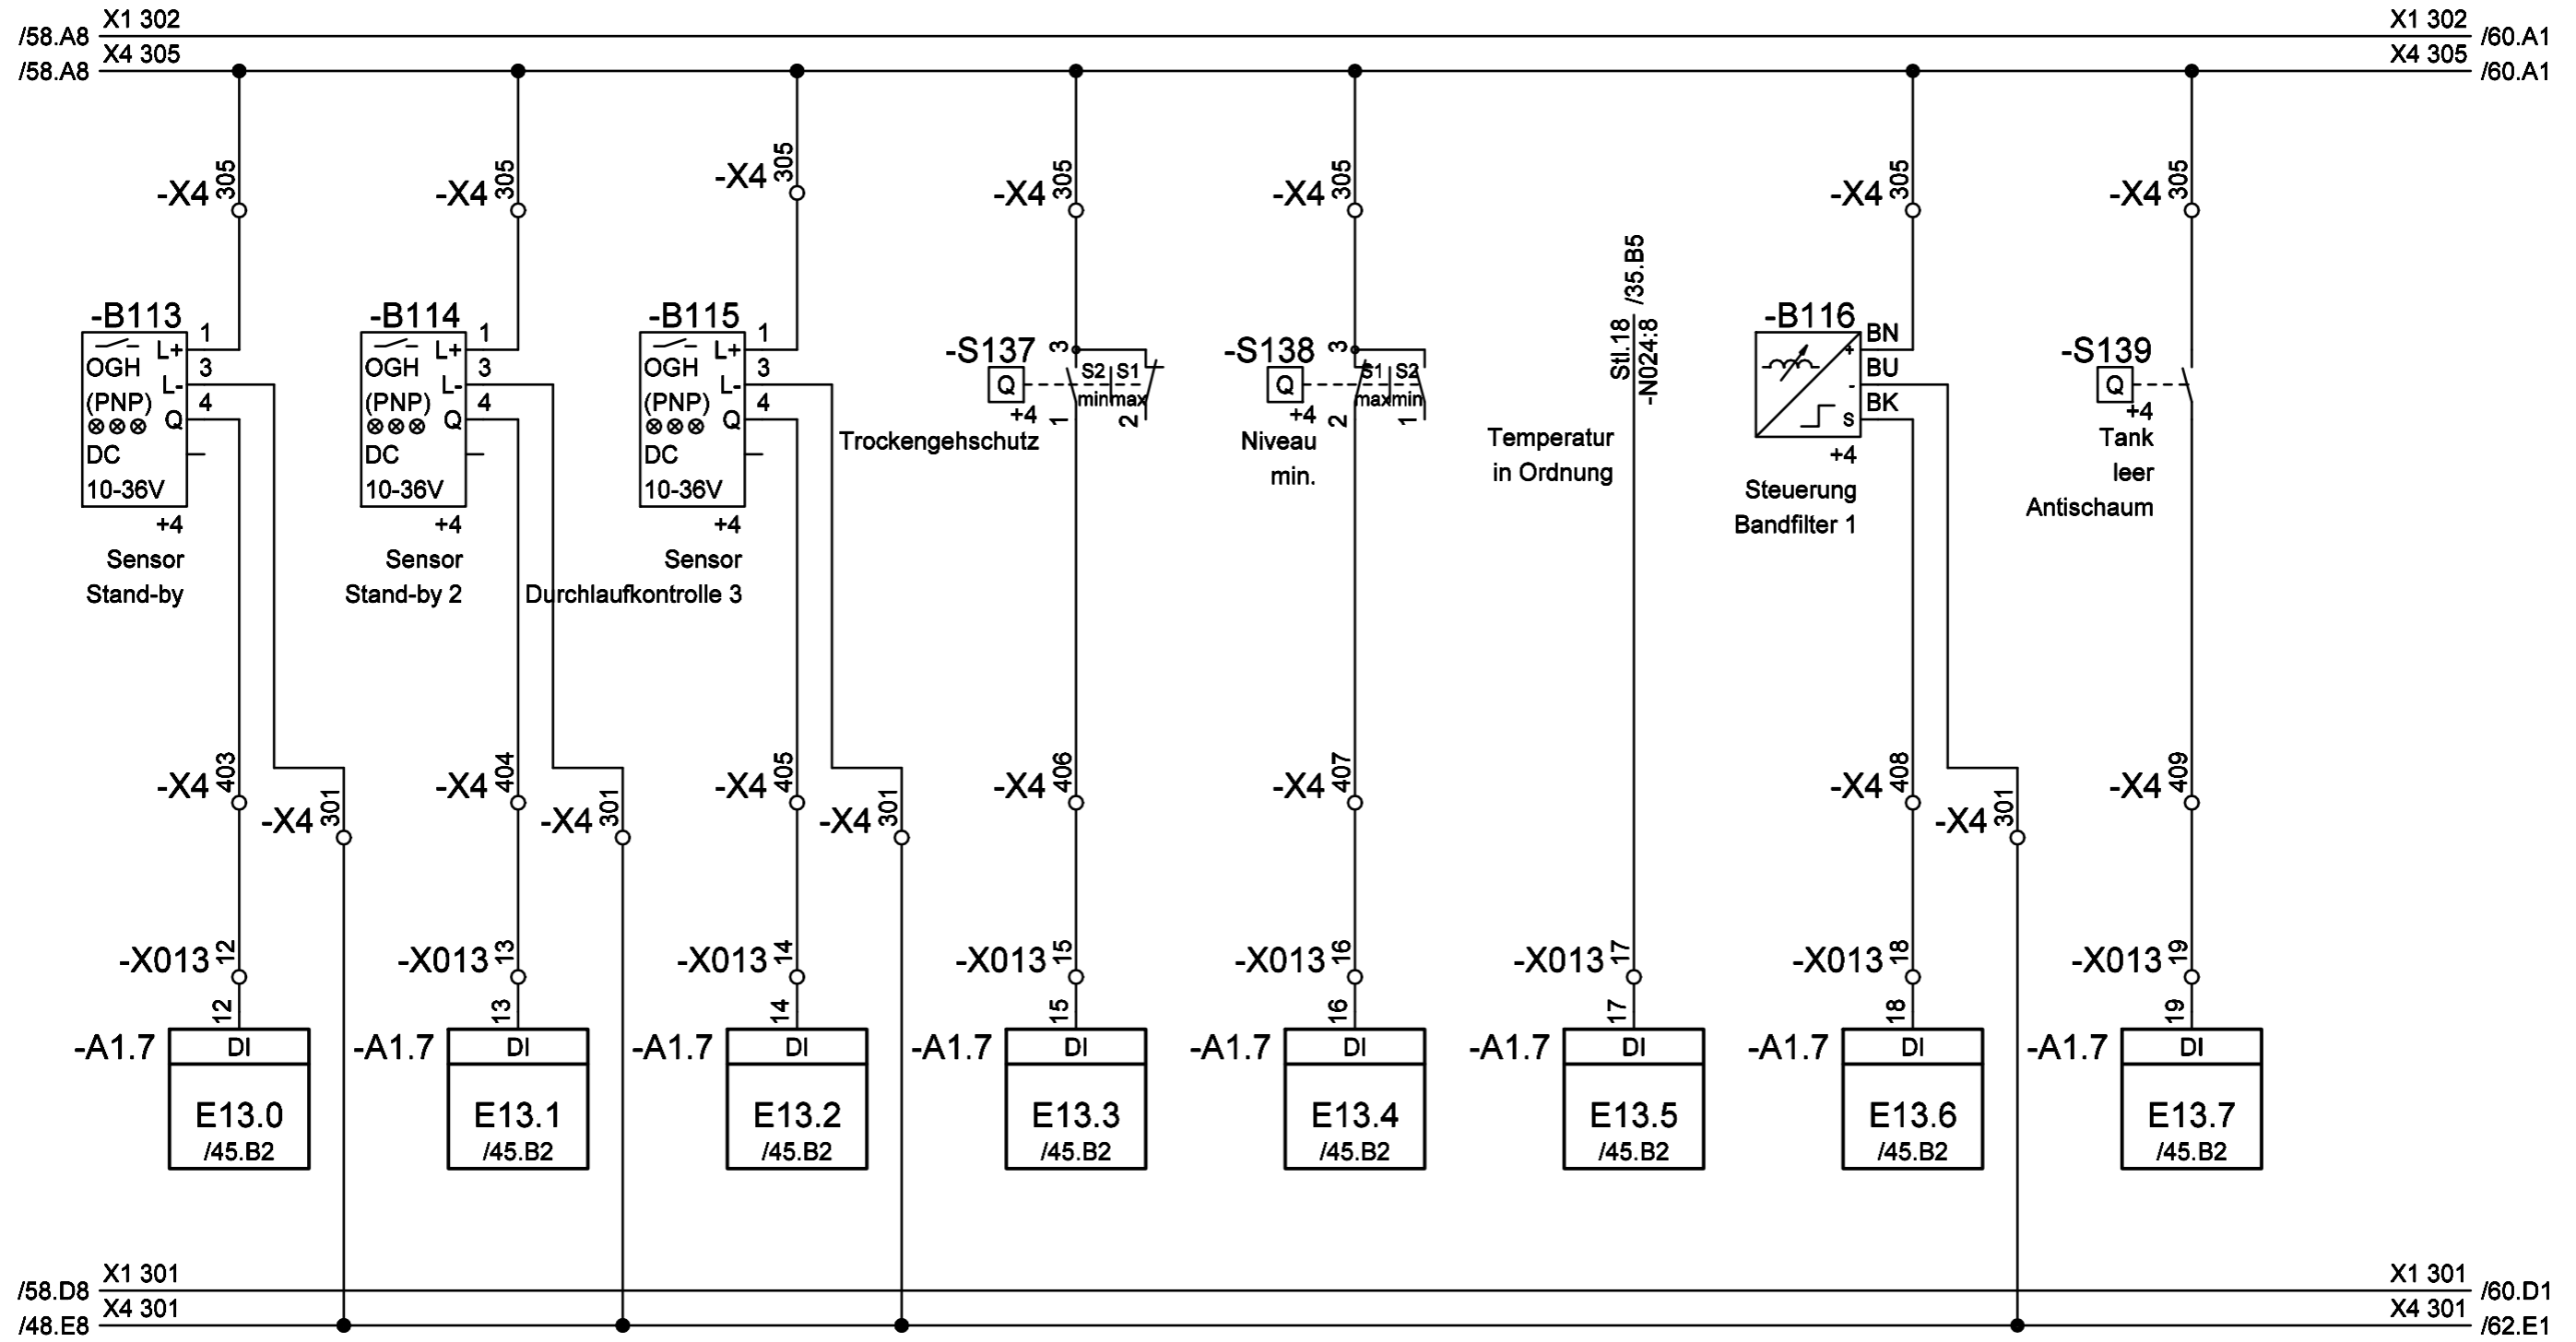 X1 302
X1 302
/58.A8
/60.A1
X4 305
X4 305
/58.A8
/60.A1
-X4 305
-X4 305
-X4 305
-X4 305
-X4 305
-X4 305
-X4 305
-B113
OGH
(PNP)
DC
10-36V
L+ 1
L- 3
Q 4
+4
Sensor
Stand-by
-B114
OGH
(PNP)
DC
10-36V
L+ 1
L- 3
Q 4
+4
Sensor
Stand-by 2
-B115
OGH
(PNP)
DC
10-36V
L+ 1
L- 3
Q 4
+4
Sensor
Durchlaufkontrolle 3
-S137
3
Q
S2 S1
min max
+4
1 2
Trockengehschutz
-S138
3
Q
S1 S2
max min
+4
2 1
Niveau
min.
/35.B5
Stl.18
-N024:8
Temperatur
in Ordnung
-B116
+ BN
- BU
S BK
+4
Steuerung
Bandfilter 1
-S139
Q
+4
Tank
leer
Antischaum
-X4 403
-X4 301
-X4 404
-X4 301
-X4 405
-X4 301
-X4 406
-X4 407
-X4 408
-X4 301
-X4 409
-X013 12
-X013 13
-X013 14
-X013 15
-X013 16
-X013 17
-X013 18
-X013 19
12
-A1.7
DI
E13.0
/45.B2
13
-A1.7
DI
E13.1
/45.B2
14
-A1.7
DI
E13.2
/45.B2
15
-A1.7
DI
E13.3
/45.B2
16
-A1.7
DI
E13.4
/45.B2
17
-A1.7
DI
E13.5
/45.B2
18
-A1.7
DI
E13.6
/45.B2
19
-A1.7
DI
E13.7
/45.B2
X1 301
X1 301
/58.D8
/60.D1
X4 301
X4 301
/48.E8
/62.E1